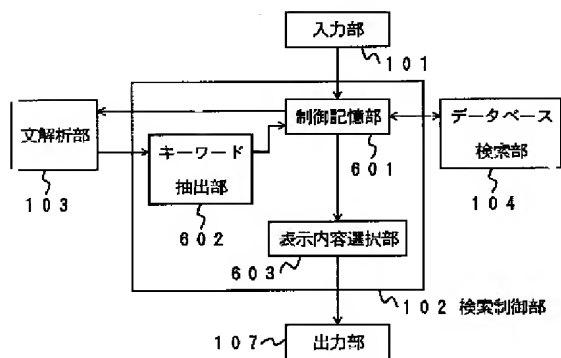 入力部
101
文解析部
103
キーワード
抽出部
602
制御記憶部
601
データベース
検索部
104
表示内容選択部
603
102 検索制御部
107
出力部